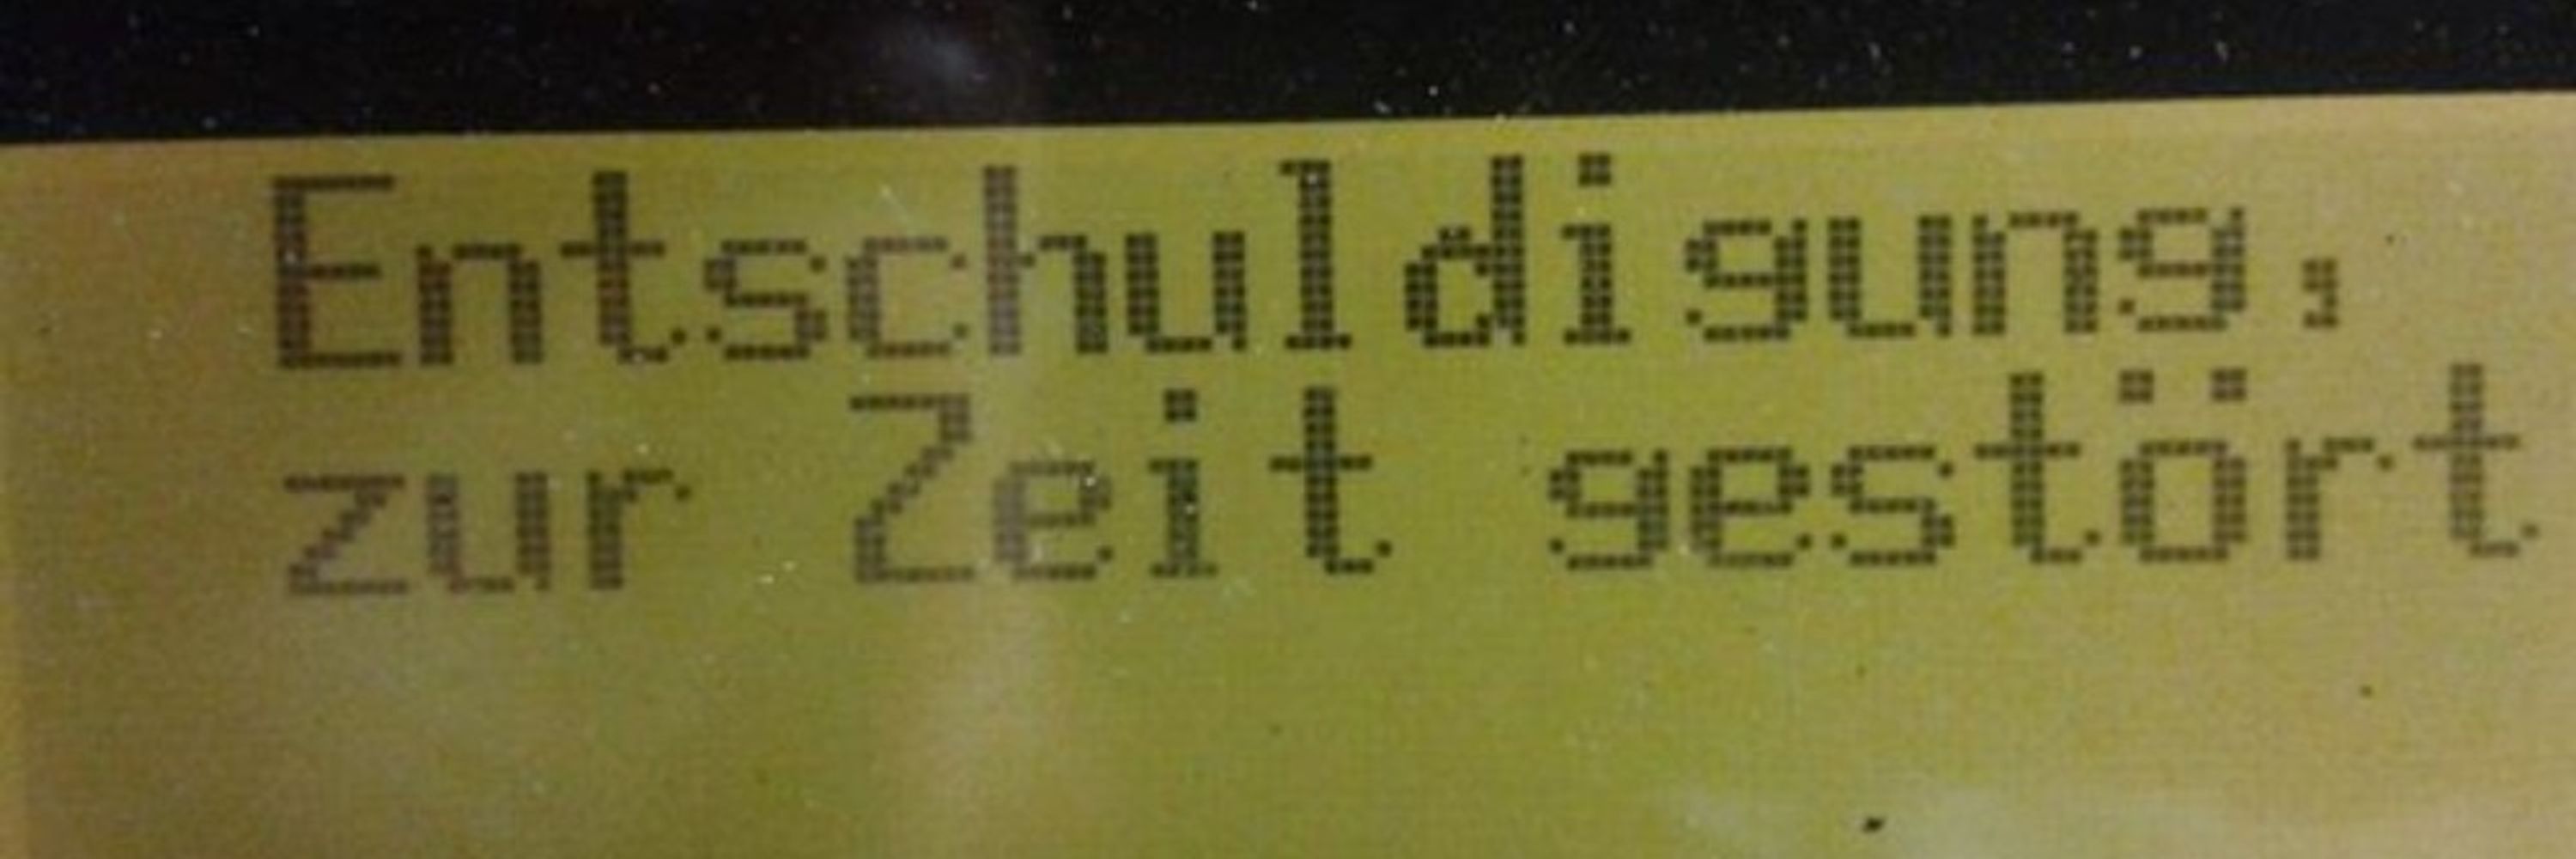 Entschuldigung,
zur Zeit gestört